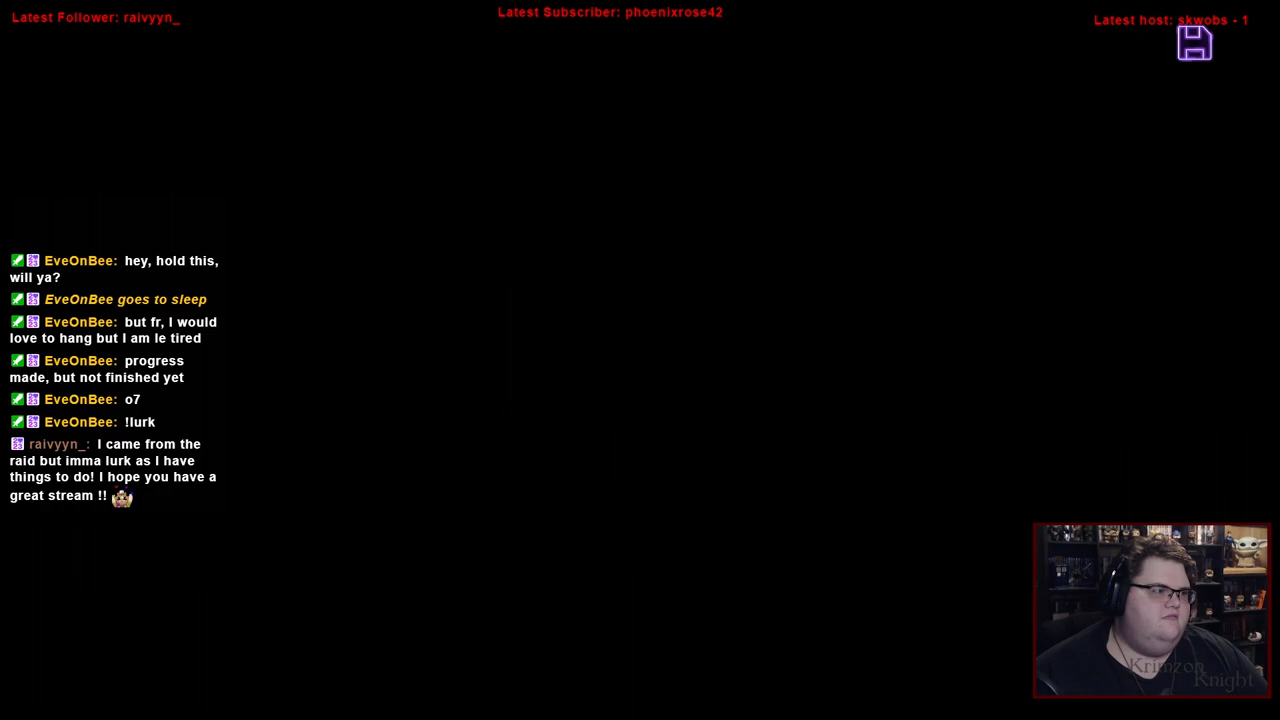 Latest Follower: raivyyn_
Latest Subscriber: phoenixrose42
Latest host: skwobs - 1
EveOnBee: hey, hold this,
will ya?
EveOnBee goes to sleep
EveOnBee: but fr, I would
love to hang but I am le tired
EveOnBee: progress
made, but not finished yet
EveOnBee: o7
EveOnBee: !lurk
raivyyn_: I came from the
raid but imma lurk as I have
things to do! I hope you have a
great stream !!
Krimzon
Knight